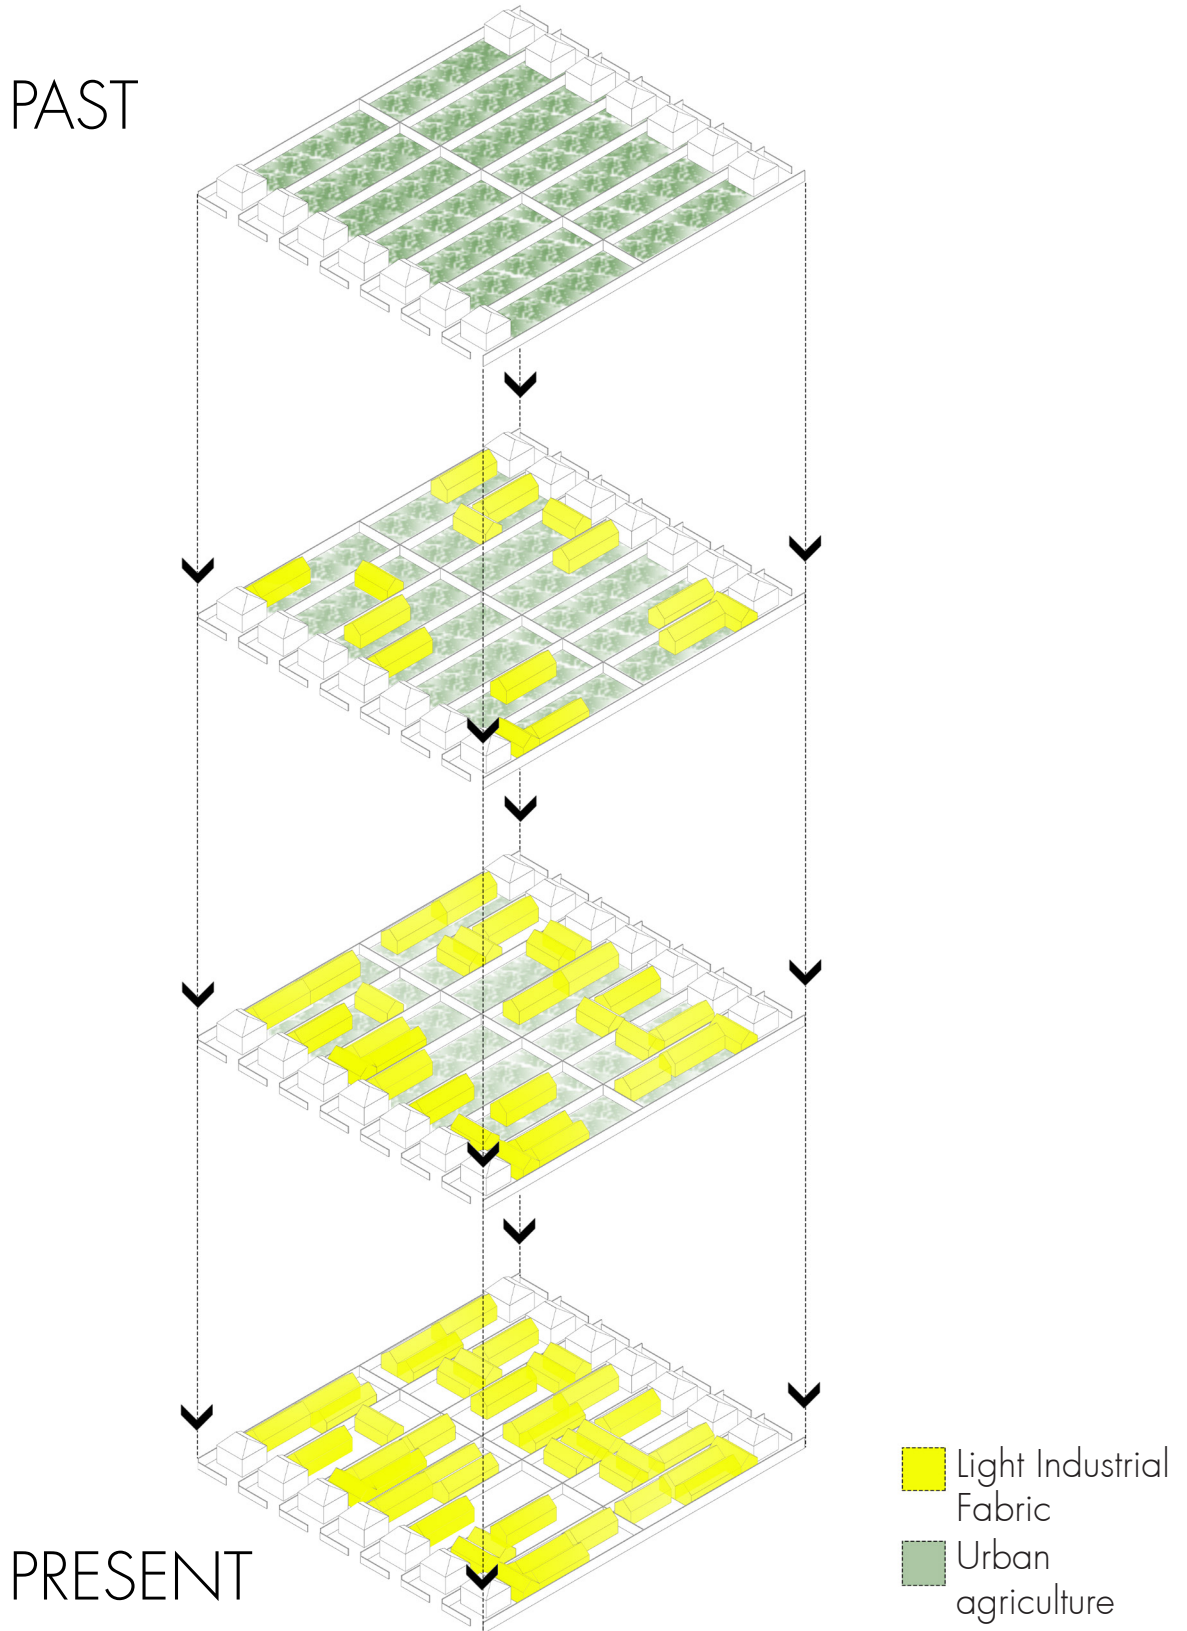 PAST
PRESENT
Light Industrial
Fabric
Urban
agriculture